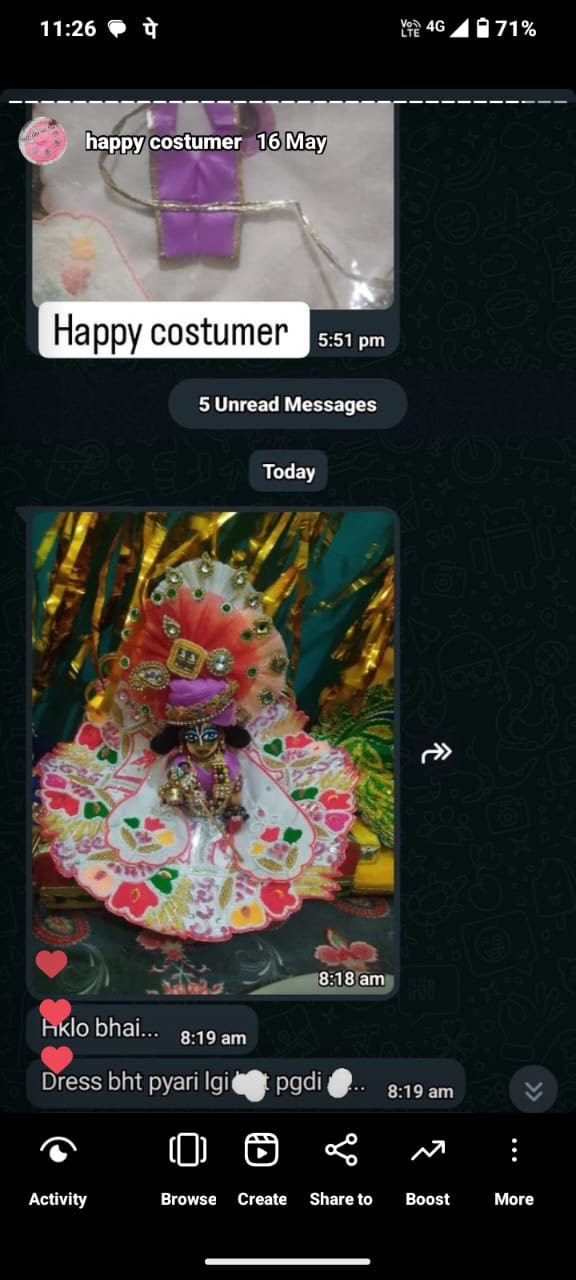 11:26 पे Vo)) LTE 4G 71%
happy costumer 16 May
Happy costumer
5:51 pm
5 Unread Messages
Today
8:18 am
Hklo bhai... 8:19 am
Dress bht pyari lgi pgdi ... 8:19 am
Activity Browse Create Share to Boost More